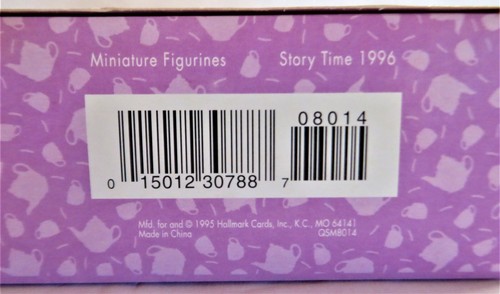 Miniature Figurines Story Time 1996
08014
0 15012 30788 7
Mfd. for and © 1995 Hallmark Cards, Inc., K.C., MO 64141
Made in China QSM8014